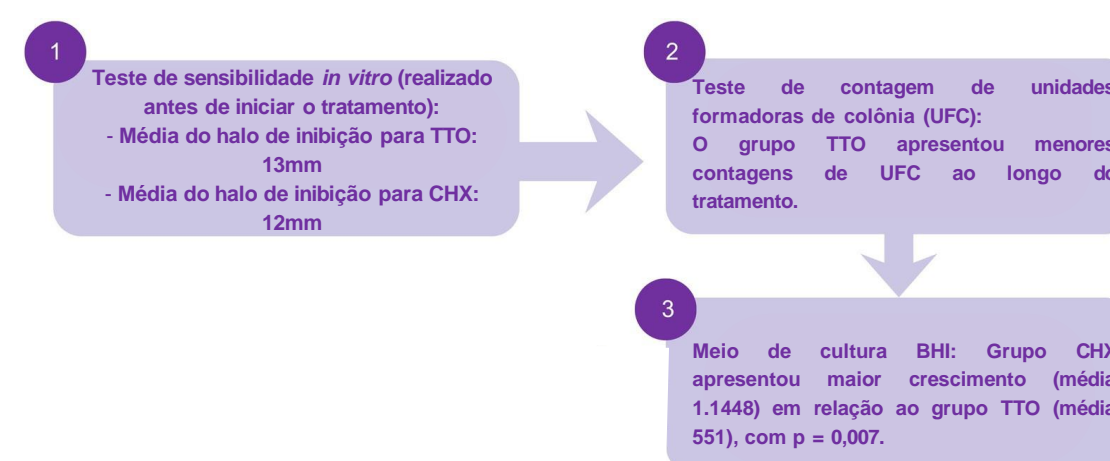 1
Teste de sensibilidade in vitro (realizado
antes de iniciar o tratamento):
- Média do halo de inibição para TTO:
13mm
- Média do halo de inibição para CHX:
12mm
2
Teste de contagem de unidades
formadoras de colônia (UFC):
O grupo TTO apresentou menores
contagens de UFC ao longo do
tratamento.
3
Meio de cultura BHI: Grupo CHX
apresentou maior crescimento (média
1.1448) em relação ao grupo TTO (média
551), com p = 0,007.